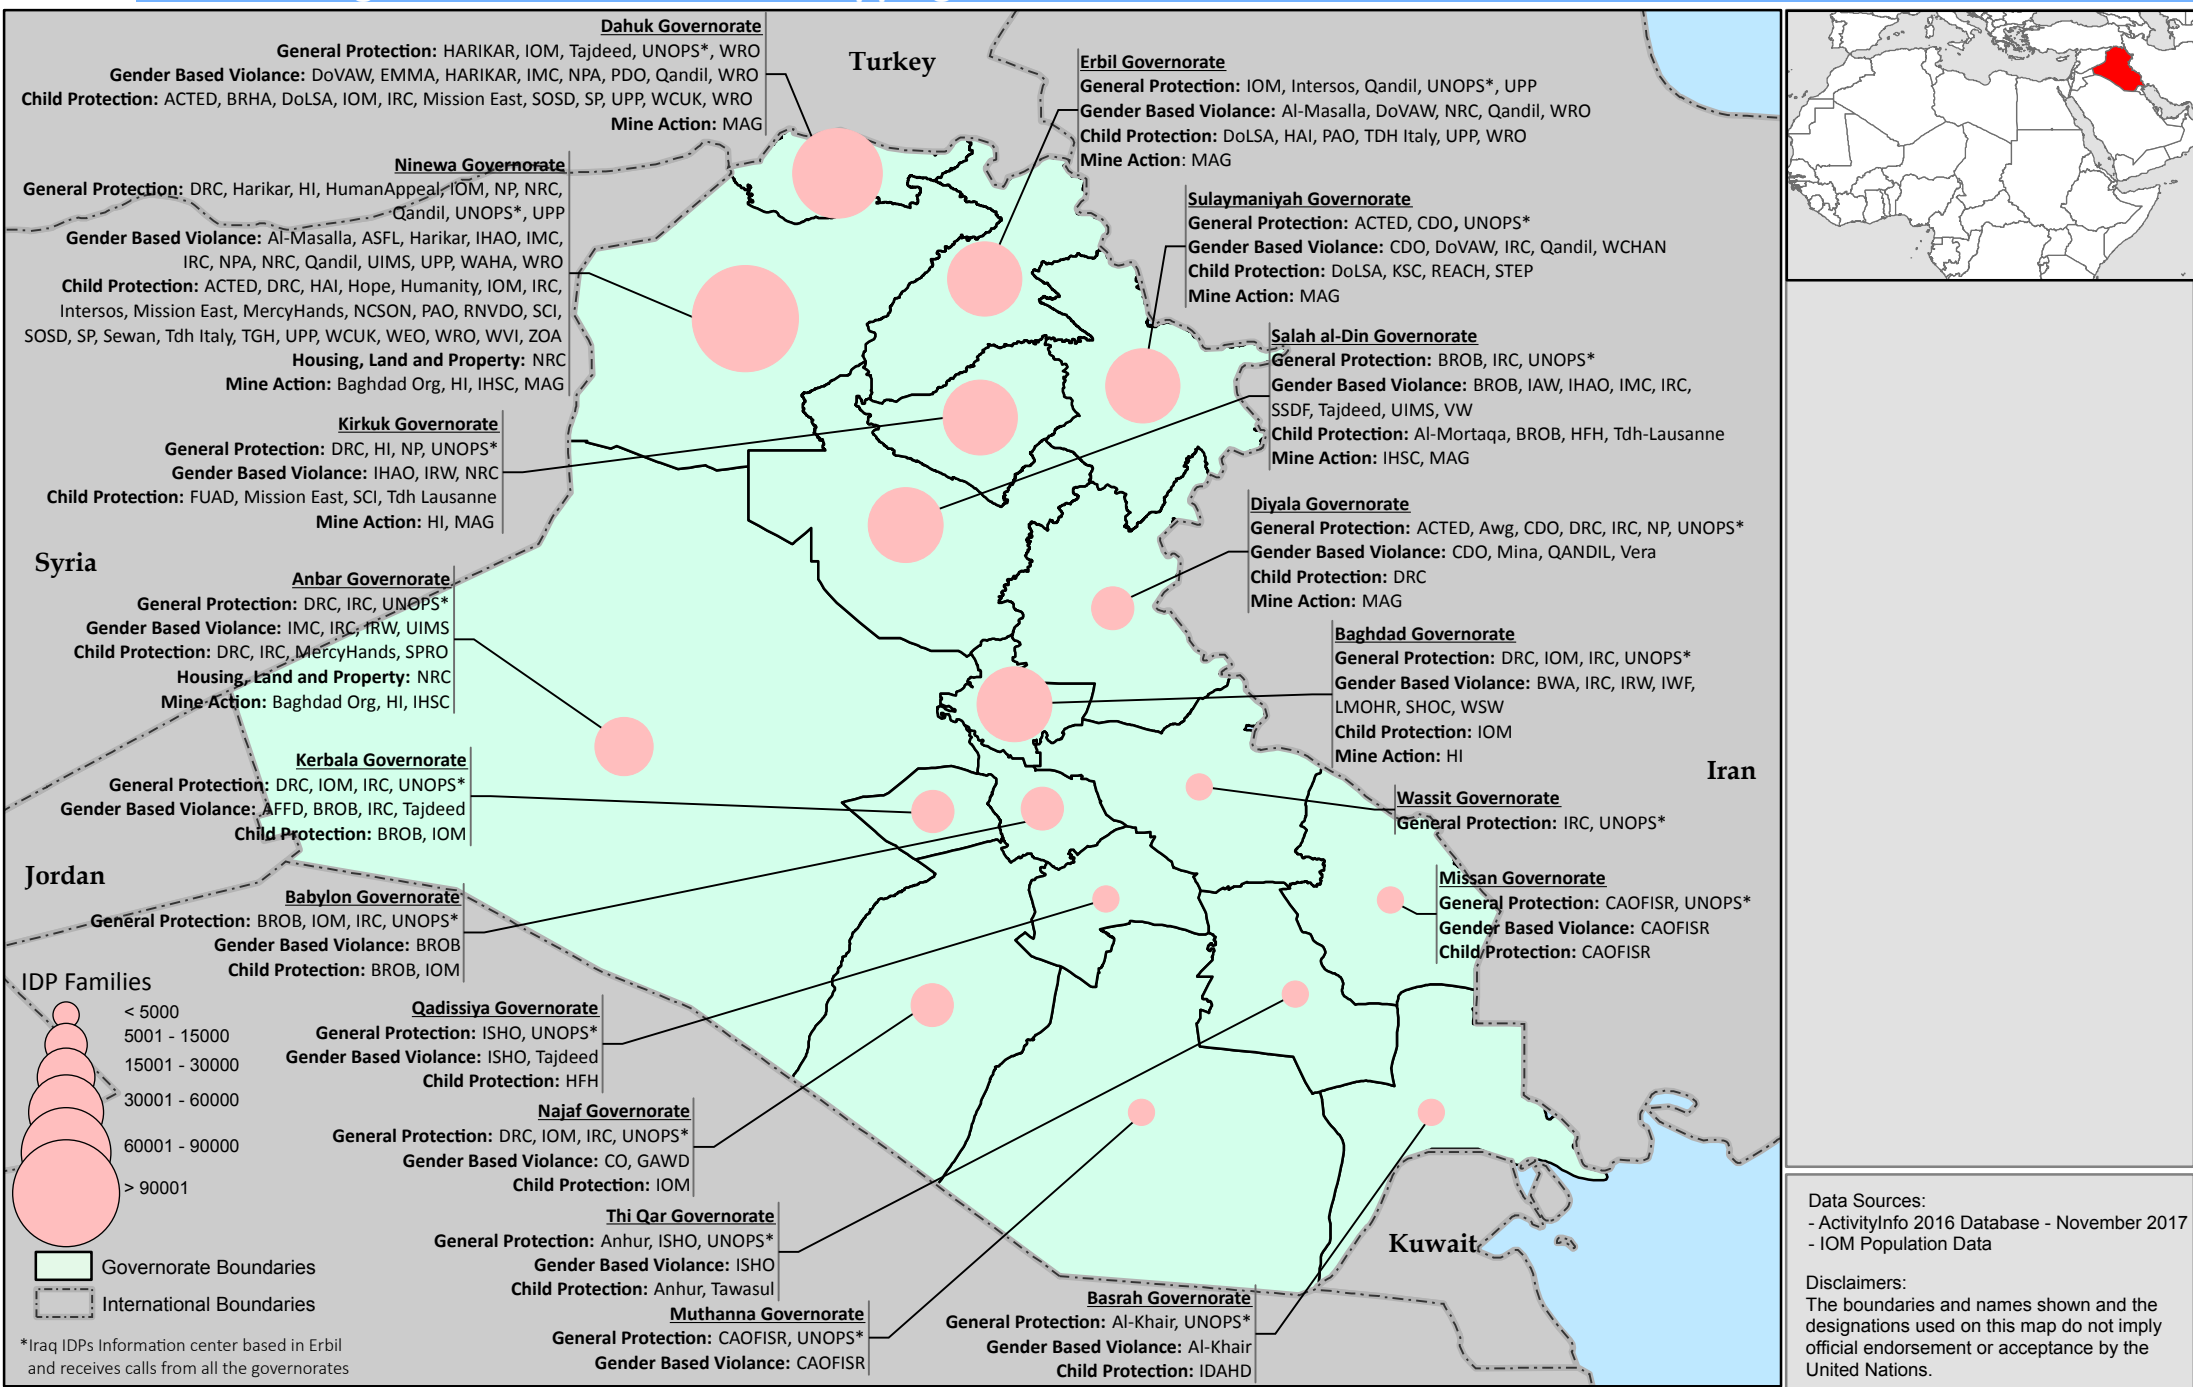 Dahuk Governorate
General Protection: HARIKAR, IOM, Tajdeed, UNOPS*, WRO
Gender Based Violence: DoVAW, EMMA, HARIKAR, IMC, NPA, PDO, Qandil, WRO
Child Protection: ACTED, BRHA, DoLSA, IOM, IRC, Mission East, SOSD, SP, UPP, WCUK, WRO
Mine Action: MAG
Turkey
Erbil Governorate
General Protection: IOM, Intersos, Qandil, UNOPS*, UPP
Gender Based Violence: Al-Masalla, DoVAW, NRC, Qandil, WRO
Child Protection: DoLSA, HAI, PAO, TDH Italy, UPP, WRO
Mine Action: MAG
Ninewa Governorate
General Protection: DRC, Harikar, HI, HumanAppeal, IOM, NP, NRC,
Qandil, UNOPS*, UPP
Gender Based Violence: Al-Masalla, ASFL, Harikar, IHAO, IMC,
IRC, NPA, NRC, Qandil, UIMS, UPP, WAHA, WRO
Child Protection: ACTED, DRC, HAI, Hope, Humanity, IOM, IRC,
Intersos, Mission East, MercyHands, NCSON, PAO, RNVDO, SCI,
SOSD, SP, Sewan, Tdh Italy, TGH, UPP, WCUK, WEO, WRO, WVI, ZOA
Housing, Land and Property: NRC
Mine Action: Baghdad Org, HI, IHSC, MAG
Sulaymaniyah Governorate
General Protection: ACTED, CDO, UNOPS*
Gender Based Violence: CDO, DoVAW, IRC, Qandil, WCHAN
Child Protection: DoLSA, KSC, REACH, STEP
Mine Action: MAG
Salah al-Din Governorate
General Protection: BROB, IRC, UNOPS*
Gender Based Violence: BROB, IAW, IHAO, IMC, IRC,
SSDF, Tajdeed, UIMS, VW
Child Protection: Al-Mortaqa, BROB, HFH, Tdh-Lausanne
Mine Action: IHSC, MAG
Kirkuk Governorate
General Protection: DRC, HI, NP, UNOPS*
Gender Based Violence: IHAO, IRW, NRC
Child Protection: FUAD, Mission East, SCI, Tdh Lausanne
Mine Action: HI, MAG
Diyala Governorate
General Protection: ACTED, Awg, CDO, DRC, IRC, NP, UNOPS*
Gender Based Violence: CDO, Mina, QANDIL, Vera
Child Protection: DRC
Mine Action: MAG
Syria
Anbar Governorate
General Protection: DRC, IRC, UNOPS*
Gender Based Violence: IMC, IRC, IRW, UIMS
Child Protection: DRC, IRC, MercyHands, SPRO
Housing, Land and Property: NRC
Mine Action: Baghdad Org, HI, IHSC
Baghdad Governorate
General Protection: DRC, IOM, IRC, UNOPS*
Gender Based Violence: BWA, IRC, IRW, IWF,
LMOHR, SHOC, WSW
Child Protection: IOM
Mine Action: HI
Iran
Kerbala Governorate
General Protection: DRC, IOM, IRC, UNOPS*
Gender Based Violence: AFFD, BROB, IRC, Tajdeed
Child Protection: BROB, IOM
Wassit Governorate
General Protection: IRC, UNOPS*
Jordan
Missan Governorate
General Protection: CAOFISR, UNOPS*
Gender Based Violence: CAOFISR
Child Protection: CAOFISR
Babylon Governorate
General Protection: BROB, IOM, IRC, UNOPS*
Gender Based Violence: BROB
Child Protection: BROB, IOM
Qadissiya Governorate
General Protection: ISHO, UNOPS*
Gender Based Violence: ISHO, Tajdeed
Child Protection: HFH
Najaf Governorate
General Protection: DRC, IOM, IRC, UNOPS*
Gender Based Violence: CO, GAWD
Child Protection: IOM
Thi Qar Governorate
General Protection: Anhur, ISHO, UNOPS*
Gender Based Violence: ISHO
Child Protection: Anhur, Tawasul
Muthanna Governorate
General Protection: CAOFISR, UNOPS*
Gender Based Violence: CAOFISR
Basrah Governorate
General Protection: Al-Khair, UNOPS*
Gender Based Violence: Al-Khair
Child Protection: IDAHD
Kuwait
IDP Families
< 5000
5001 - 15000
15001 - 30000
30001 - 60000
60001 - 90000
> 90001
Governorate Boundaries
International Boundaries
*Iraq IDPs Information center based in Erbil
and receives calls from all the governorates
Data Sources:
- ActivityInfo 2016 Database - November 2017
- IOM Population Data
Disclaimers:
The boundaries and names shown and the
designations used on this map do not imply
official endorsement or acceptance by the
United Nations.